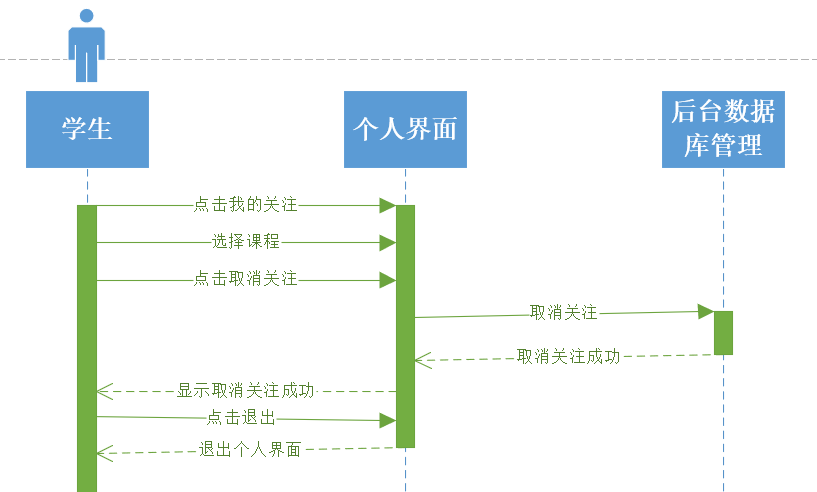 学生
个人界面
后台数据
库管理
点击我的关注
选择课程
点击取消关注
取消关注
取消关注成功
显示取消关注成功
点击退出
退出个人界面